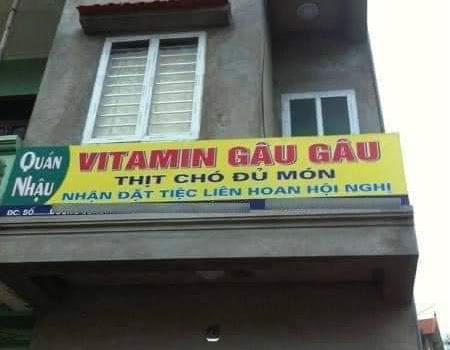 QUÁN
NHẬU
VITAMIN GÂU GÂU
THỊT CHÓ ĐỦ MÓN
NHẬN ĐẶT TIỆC LIÊN HOAN HỘI NGHỊ
ĐC. SỐ